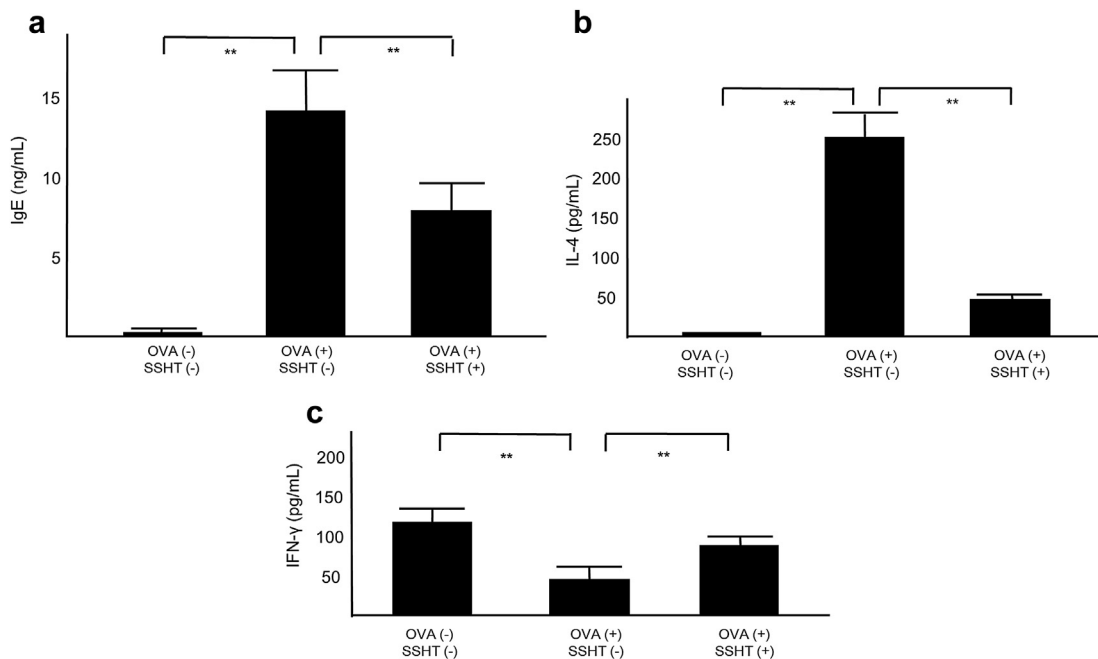 a
IgE (ng/mL)
15
10
5
**
**
OVA (-)
SSHT (-)
OVA (+)
SSHT (-)
OVA (+)
SSHT (+)
b
IL-4 (pg/mL)
250
200
150
100
50
**
**
OVA (-)
SSHT (-)
OVA (+)
SSHT (-)
OVA (+)
SSHT (+)
c
IFN-γ (pg/mL)
200
150
100
50
**
**
OVA (-)
SSHT (-)
OVA (+)
SSHT (-)
OVA (+)
SSHT (+)